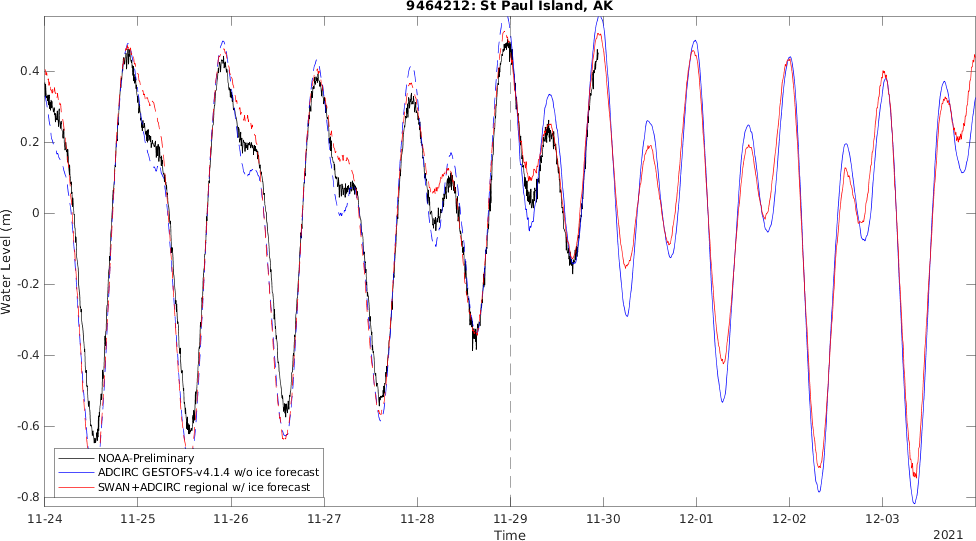 9464212: St Paul Island, AK
Water Level (m)
0.4
0.2
0
-0.2
-0.4
-0.6
-0.8
NOAA-Preliminary
ADCIRC GESTOFS-v4.1.4 w/o ice forecast
SWAN+ADCIRC regional w/ ice forecast
11-24 11-25 11-26 11-27 11-28 11-29 11-30 12-01 12-02 12-03
Time
2021